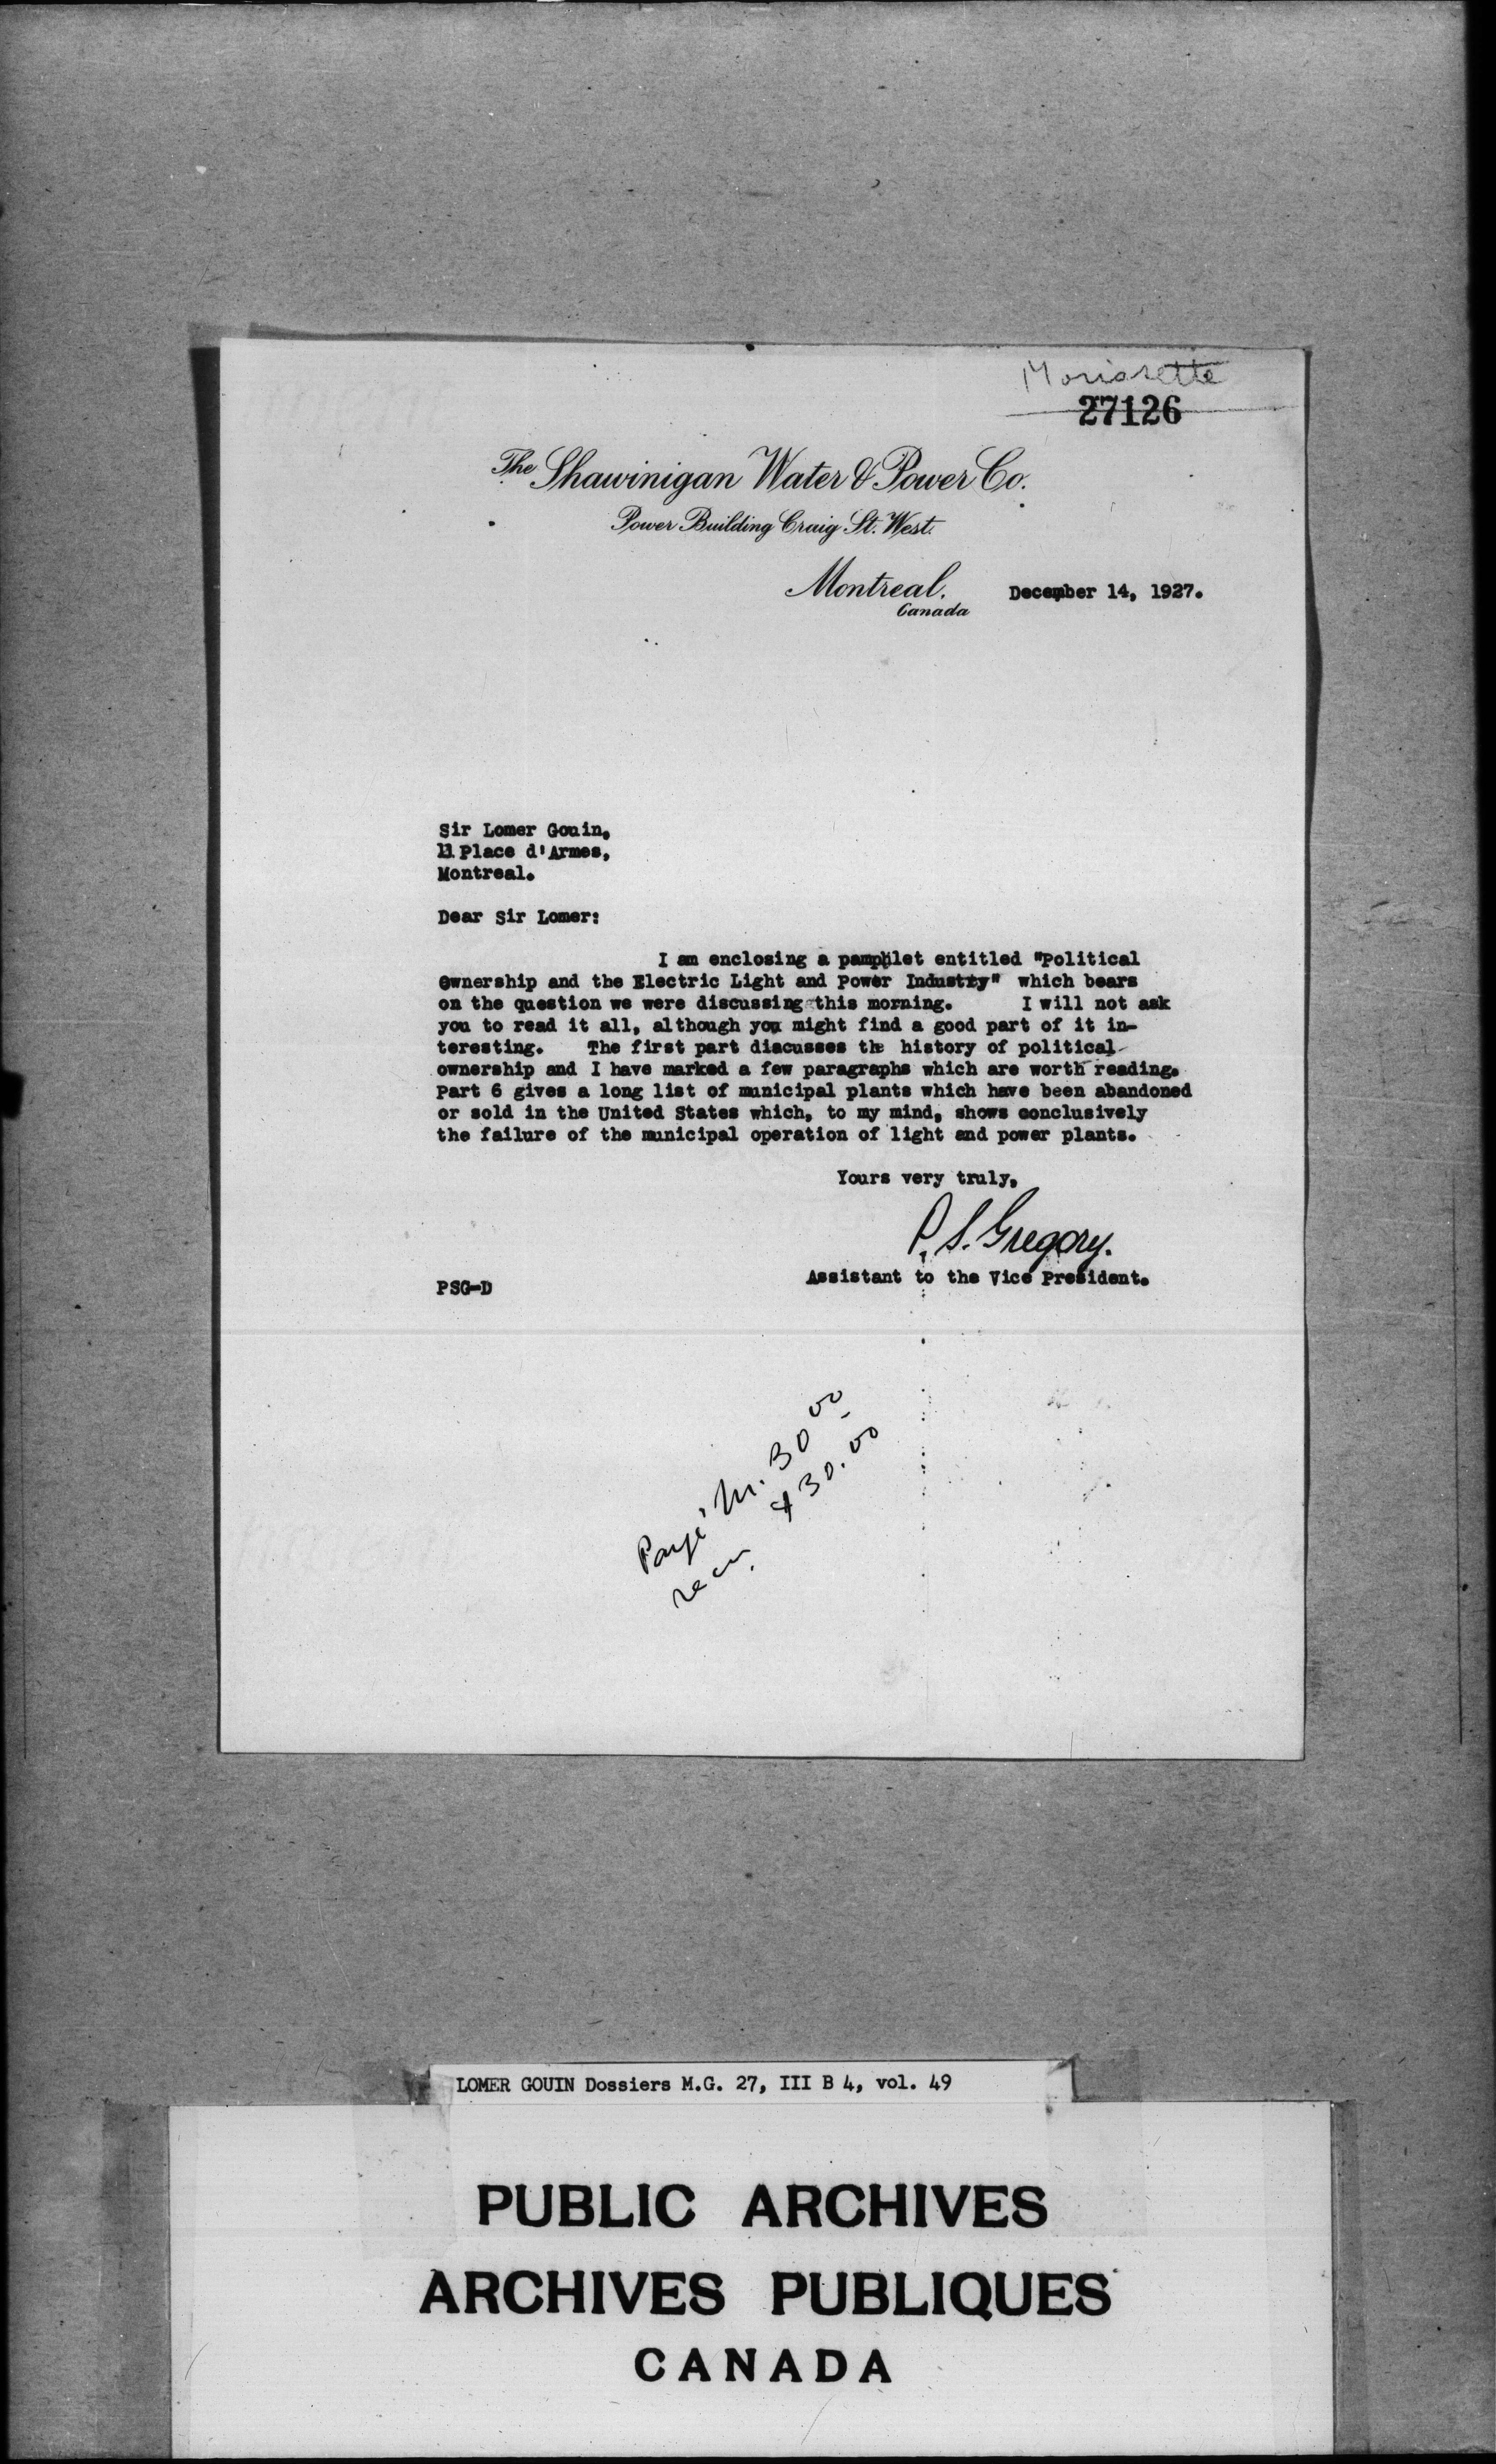 Morissette
27126
The Shawinigan Water & Power Co.
Power Building Craig St. West.
Montreal.
Canada
December 14, 1927.
Sir Lomer Gouin,
11 Place d'Armes,
Montreal.
Dear Sir Lomer:
I am enclosing a pamphlet entitled "Political
Ownership and the Electric Light and Power Industry" which bears
on the question we were discussing this morning. I will not ask
you to read it all, although you might find a good part of it in-
teresting. The first part discusses the history of political
ownership and I have marked a few paragraphs which are worth reading.
Part 6 gives a long list of municipal plants which have been abandoned
or sold in the United States which, to my mind, shows conclusively
the failure of the municipal operation of light and power plants.
Yours very truly,
P. S. Gregory.
Assistant to the Vice President.
PSG-D
Payé M. 30 00
30.00
LOMER GOUIN Dossiers M.G. 27, III B 4, vol. 49
PUBLIC ARCHIVES
ARCHIVES PUBLIQUES
CANADA